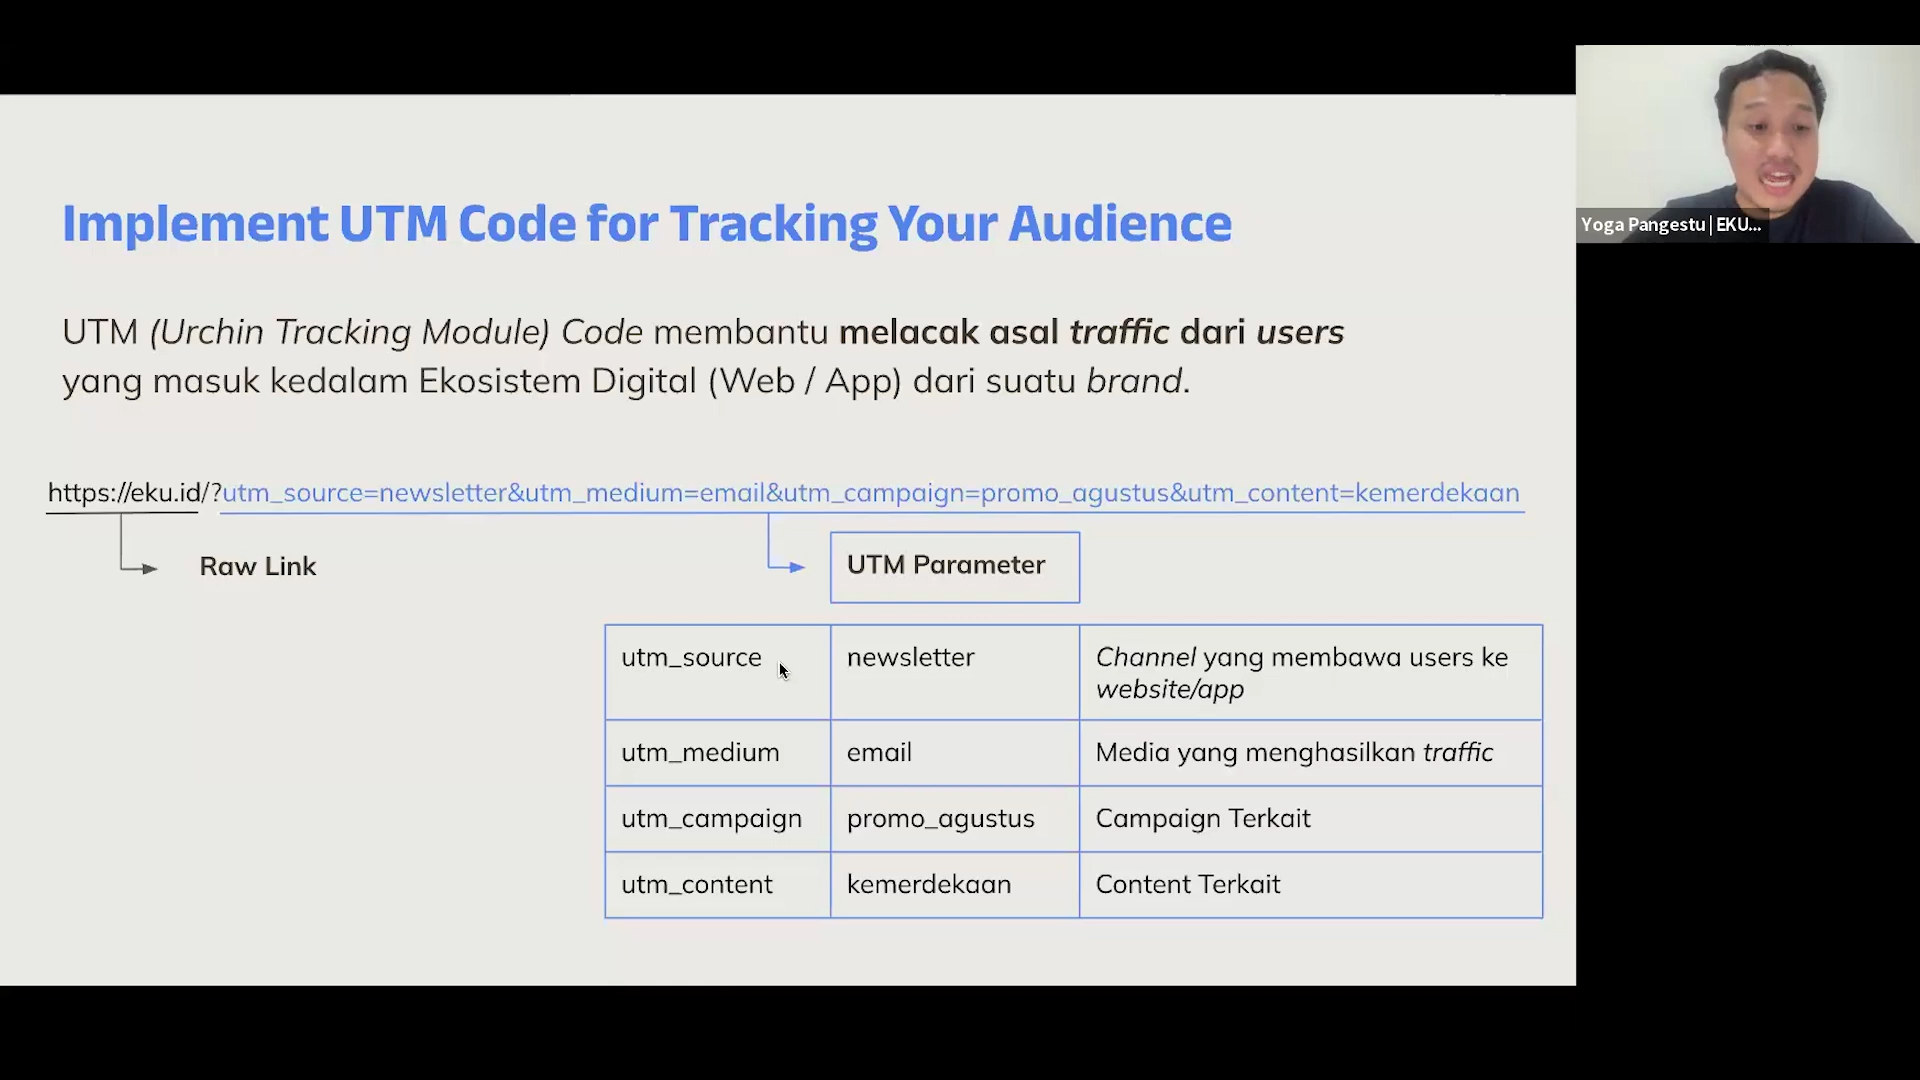 Implement UTM Code for Tracking Your Audience
UTM (Urchin Tracking Module) Code membantu melacak asal traffic dari users
yang masuk kedalam Ekosistem Digital (Web / App) dari suatu brand.
https://eku.id/?utm_source=newsletter&utm_medium=email&utm_campaign=promo_agustus&utm_content=kemerdekaan
Raw Link
UTM Parameter
utm_source newsletter Channel yang membawa users ke
website/app
utm_medium email Media yang menghasilkan traffic
utm_campaign promo_agustus Campaign Terkait
utm_content kemerdekaan Content Terkait
Yoga Pangestu | EKU...